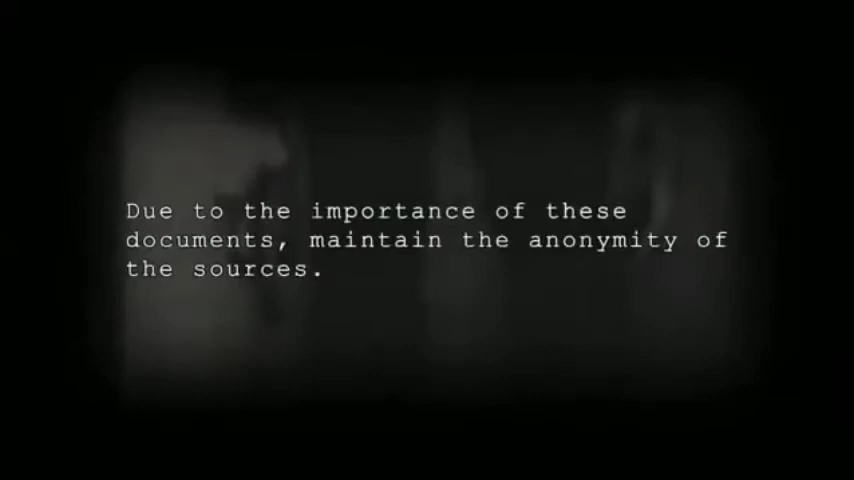 Due to the importance of these
documents, maintain the anonymity of
the sources.